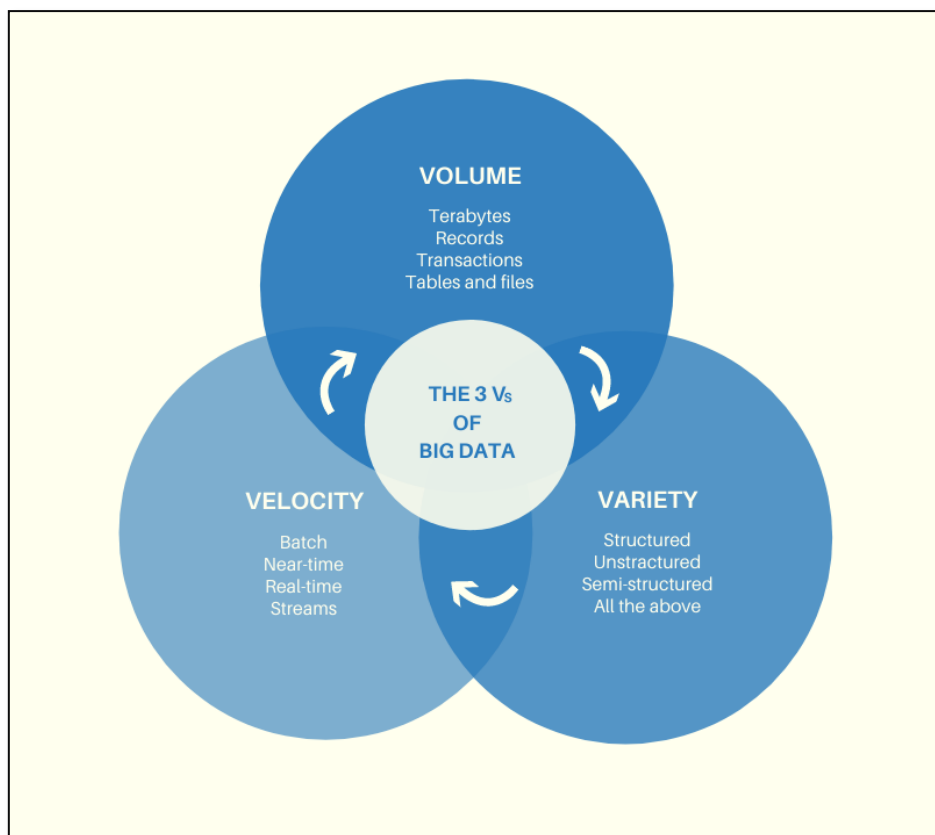 VOLUME
Terabytes
Records
Transactions
Tables and files
THE 3 Vs
OF
BIG DATA
VELOCITY
Batch
Near-time
Real-time
Streams
VARIETY
Structured
Unstractured
Semi-structured
All the above